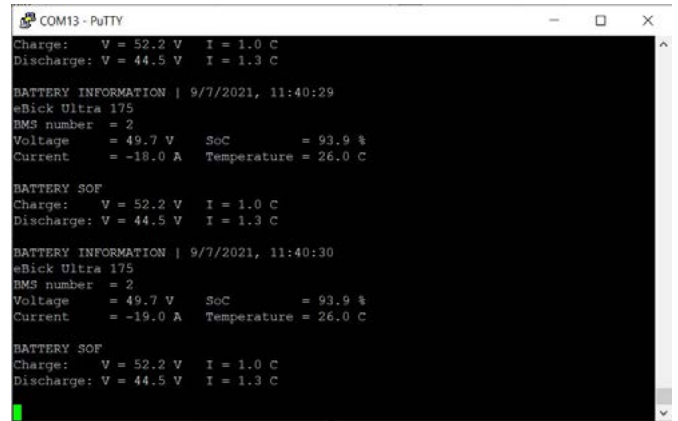 COM13 - PuTTY
Charge:    V = 52.2 V   I = 1.0 C
Discharge: V = 44.5 V   I = 1.3 C
BATTERY INFORMATION | 9/7/2021, 11:40:29
eBick Ultra 175
BMS number  = 2
Voltage     = 49.7 V    SoC         = 93.9 %
Current     = -18.0 A   Temperature = 26.0 C
BATTERY SOF
Charge:    V = 52.2 V   I = 1.0 C
Discharge: V = 44.5 V   I = 1.3 C
BATTERY INFORMATION | 9/7/2021, 11:40:30
eBick Ultra 175
BMS number  = 2
Voltage     = 49.7 V    SoC         = 93.9 %
Current     = -19.0 A   Temperature = 26.0 C
BATTERY SOF
Charge:    V = 52.2 V   I = 1.0 C
Discharge: V = 44.5 V   I = 1.3 C